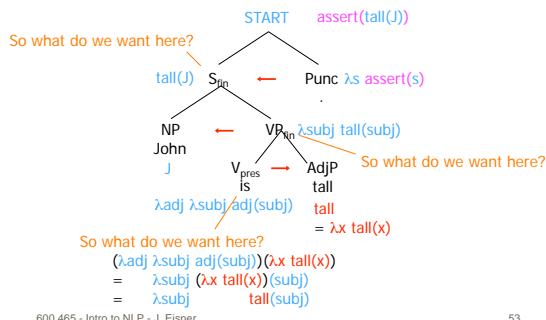 START assert(tall(J))
So what do we want here?
tall(J) Sfin ← Punc λs assert(s)
.
NP ← VPfin λsubj tall(subj)
John
So what do we want here?
J Vpres → AdjP
is tall
λadj λsubj adj(subj) tall
= λx tall(x)
So what do we want here?
(λadj λsubj adj(subj))(λx tall(x))
= λsubj (λx tall(x))(subj)
= λsubj tall(subj)
600.465 - Intro to NLP - J. Eisner 53